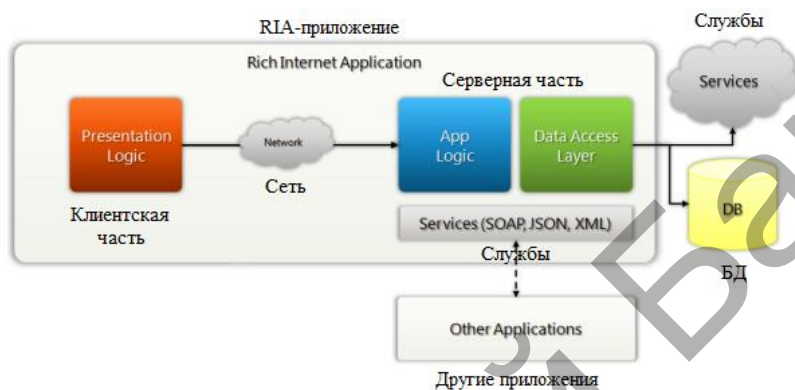 RIA-приложение
Rich Internet Application
Службы
Services
Серверная часть
Presentation
Logic
Network
App
Logic
Data Access
Layer
Сеть
Клиентская
часть
DB
БД
Services (SOAP, JSON, XML)
Службы
Other Applications
Другие приложения